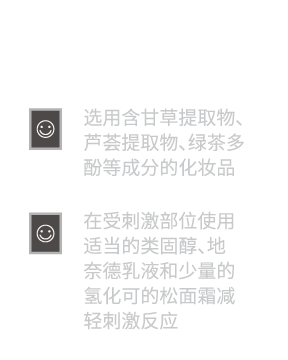 选用含甘草提取物、
芦荟提取物、绿茶多
酚等成分的化妆品
在受刺激部位使用
适当的类固醇、地
奈德乳液和少量的
氢化可的松面霜减
轻刺激反应